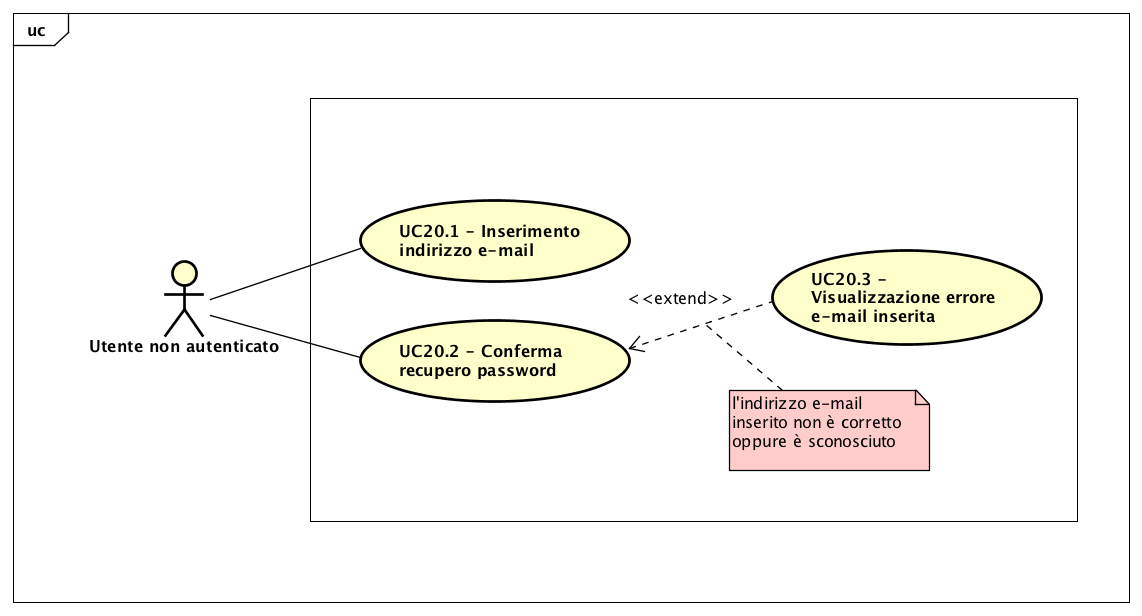 uc
UC20.1 - Inserimento
indirizzo e-mail
Utente non autenticato
UC20.2 - Conferma
recupero password
<<extend>>
UC20.3 -
Visualizzazione errore
e-mail inserita
l'indirizzo e-mail
inserito non è corretto
oppure è sconosciuto